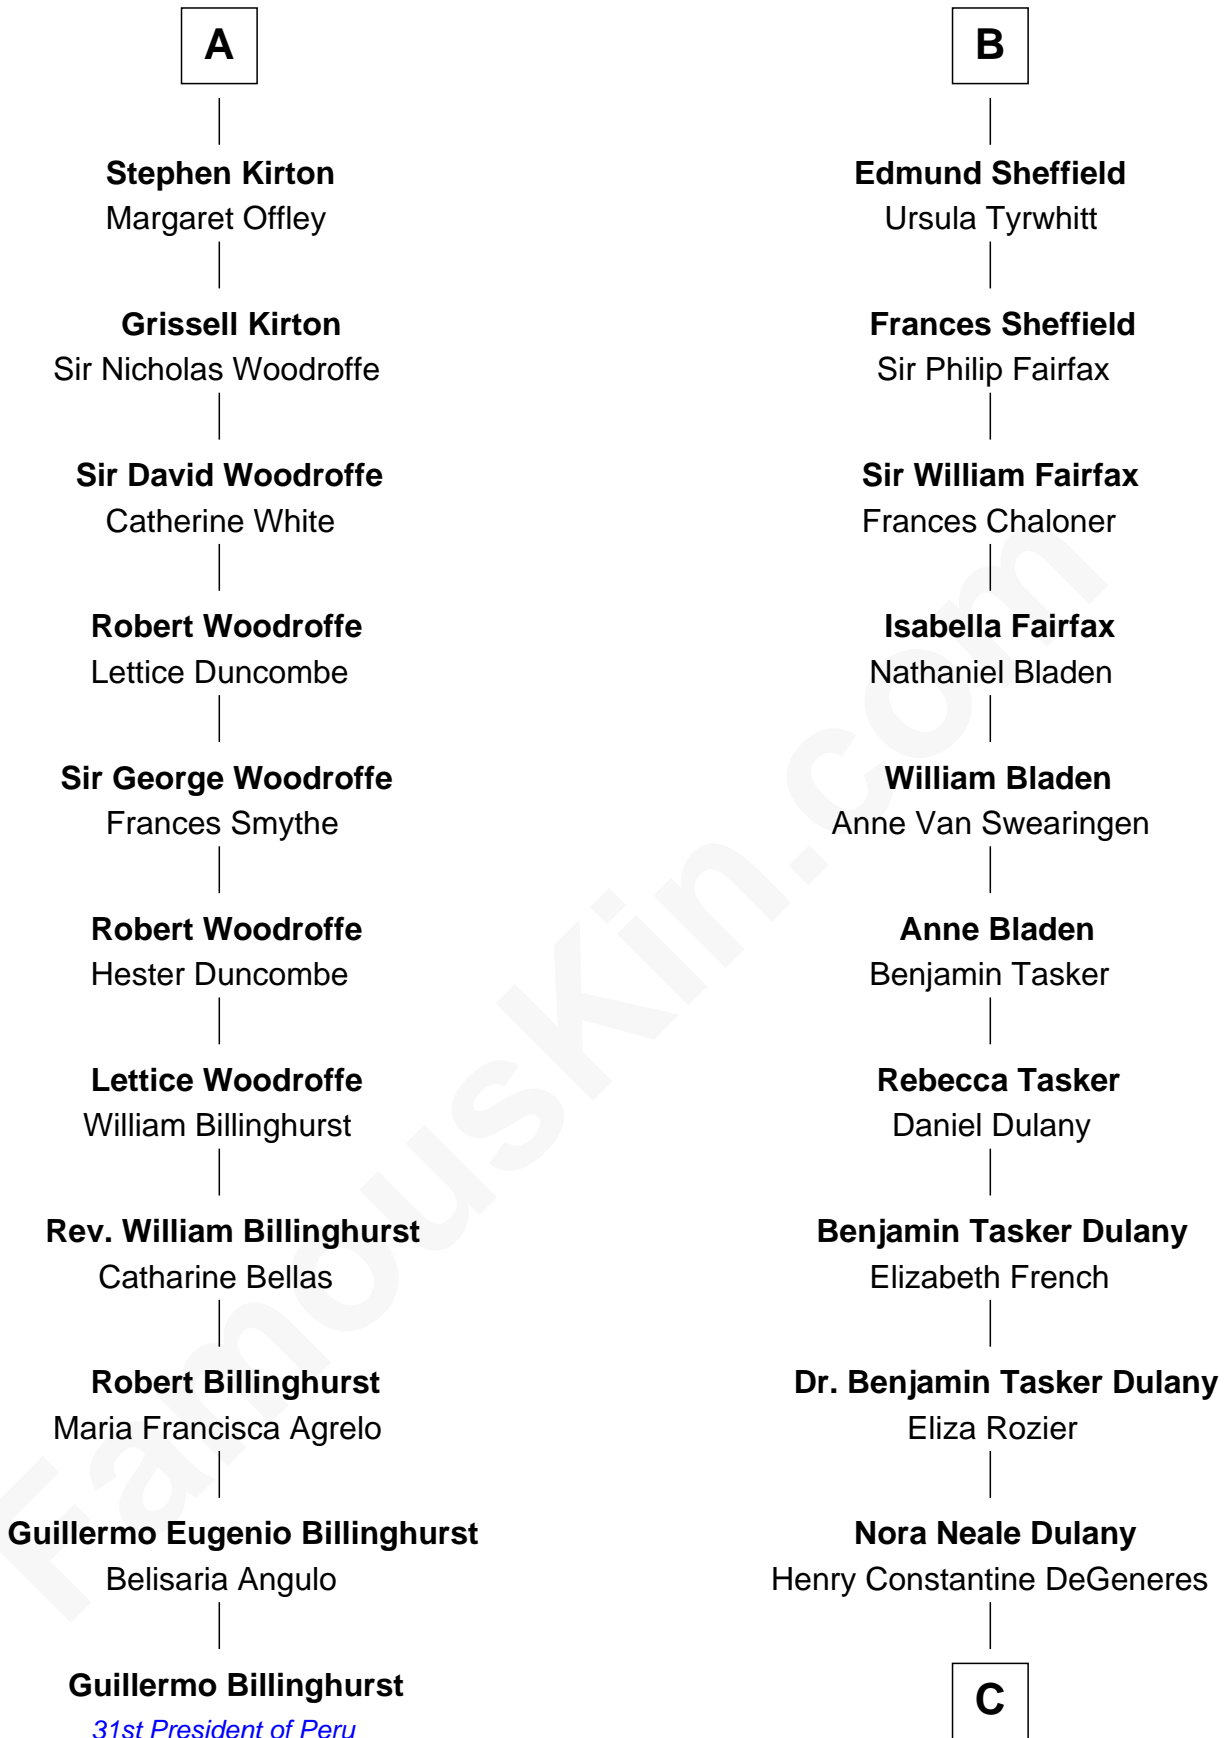 A
Stephen Kirton
Margaret Offley
Grissell Kirton
Sir Nicholas Woodroffe
Sir David Woodroffe
Catherine White
Robert Woodroffe
Lettice Duncombe
Sir George Woodroffe
Frances Smythe
Robert Woodroffe
Hester Duncombe
Lettice Woodroffe
William Billinghurst
Rev. William Billinghurst
Catharine Bellas
Robert Billinghurst
Maria Francisca Agrelo
Guillermo Eugenio Billinghurst
Belisaria Angulo
Guillermo Billinghurst
31st President of Peru
B
Edmund Sheffield
Ursula Tyrwhitt
Frances Sheffield
Sir Philip Fairfax
Sir William Fairfax
Frances Chaloner
Isabella Fairfax
Nathaniel Bladen
William Bladen
Anne Van Swearingen
Anne Bladen
Benjamin Tasker
Rebecca Tasker
Daniel Dulany
Benjamin Tasker Dulany
Elizabeth French
Dr. Benjamin Tasker Dulany
Eliza Rozier
Nora Neale Dulany
Henry Constantine DeGeneres
C
FamousKin.com